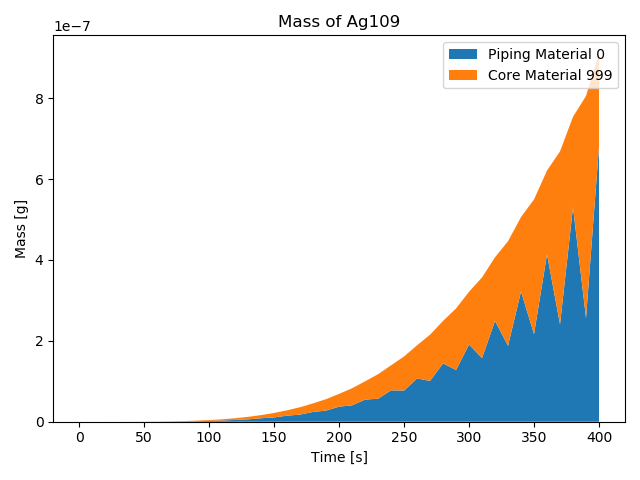 Mass of Ag109
1e−7
Piping Material 0
Core Material 999
8
6
4
2
0
Mass [g]
0 50 100 150 200 250 300 350 400
Time [s]